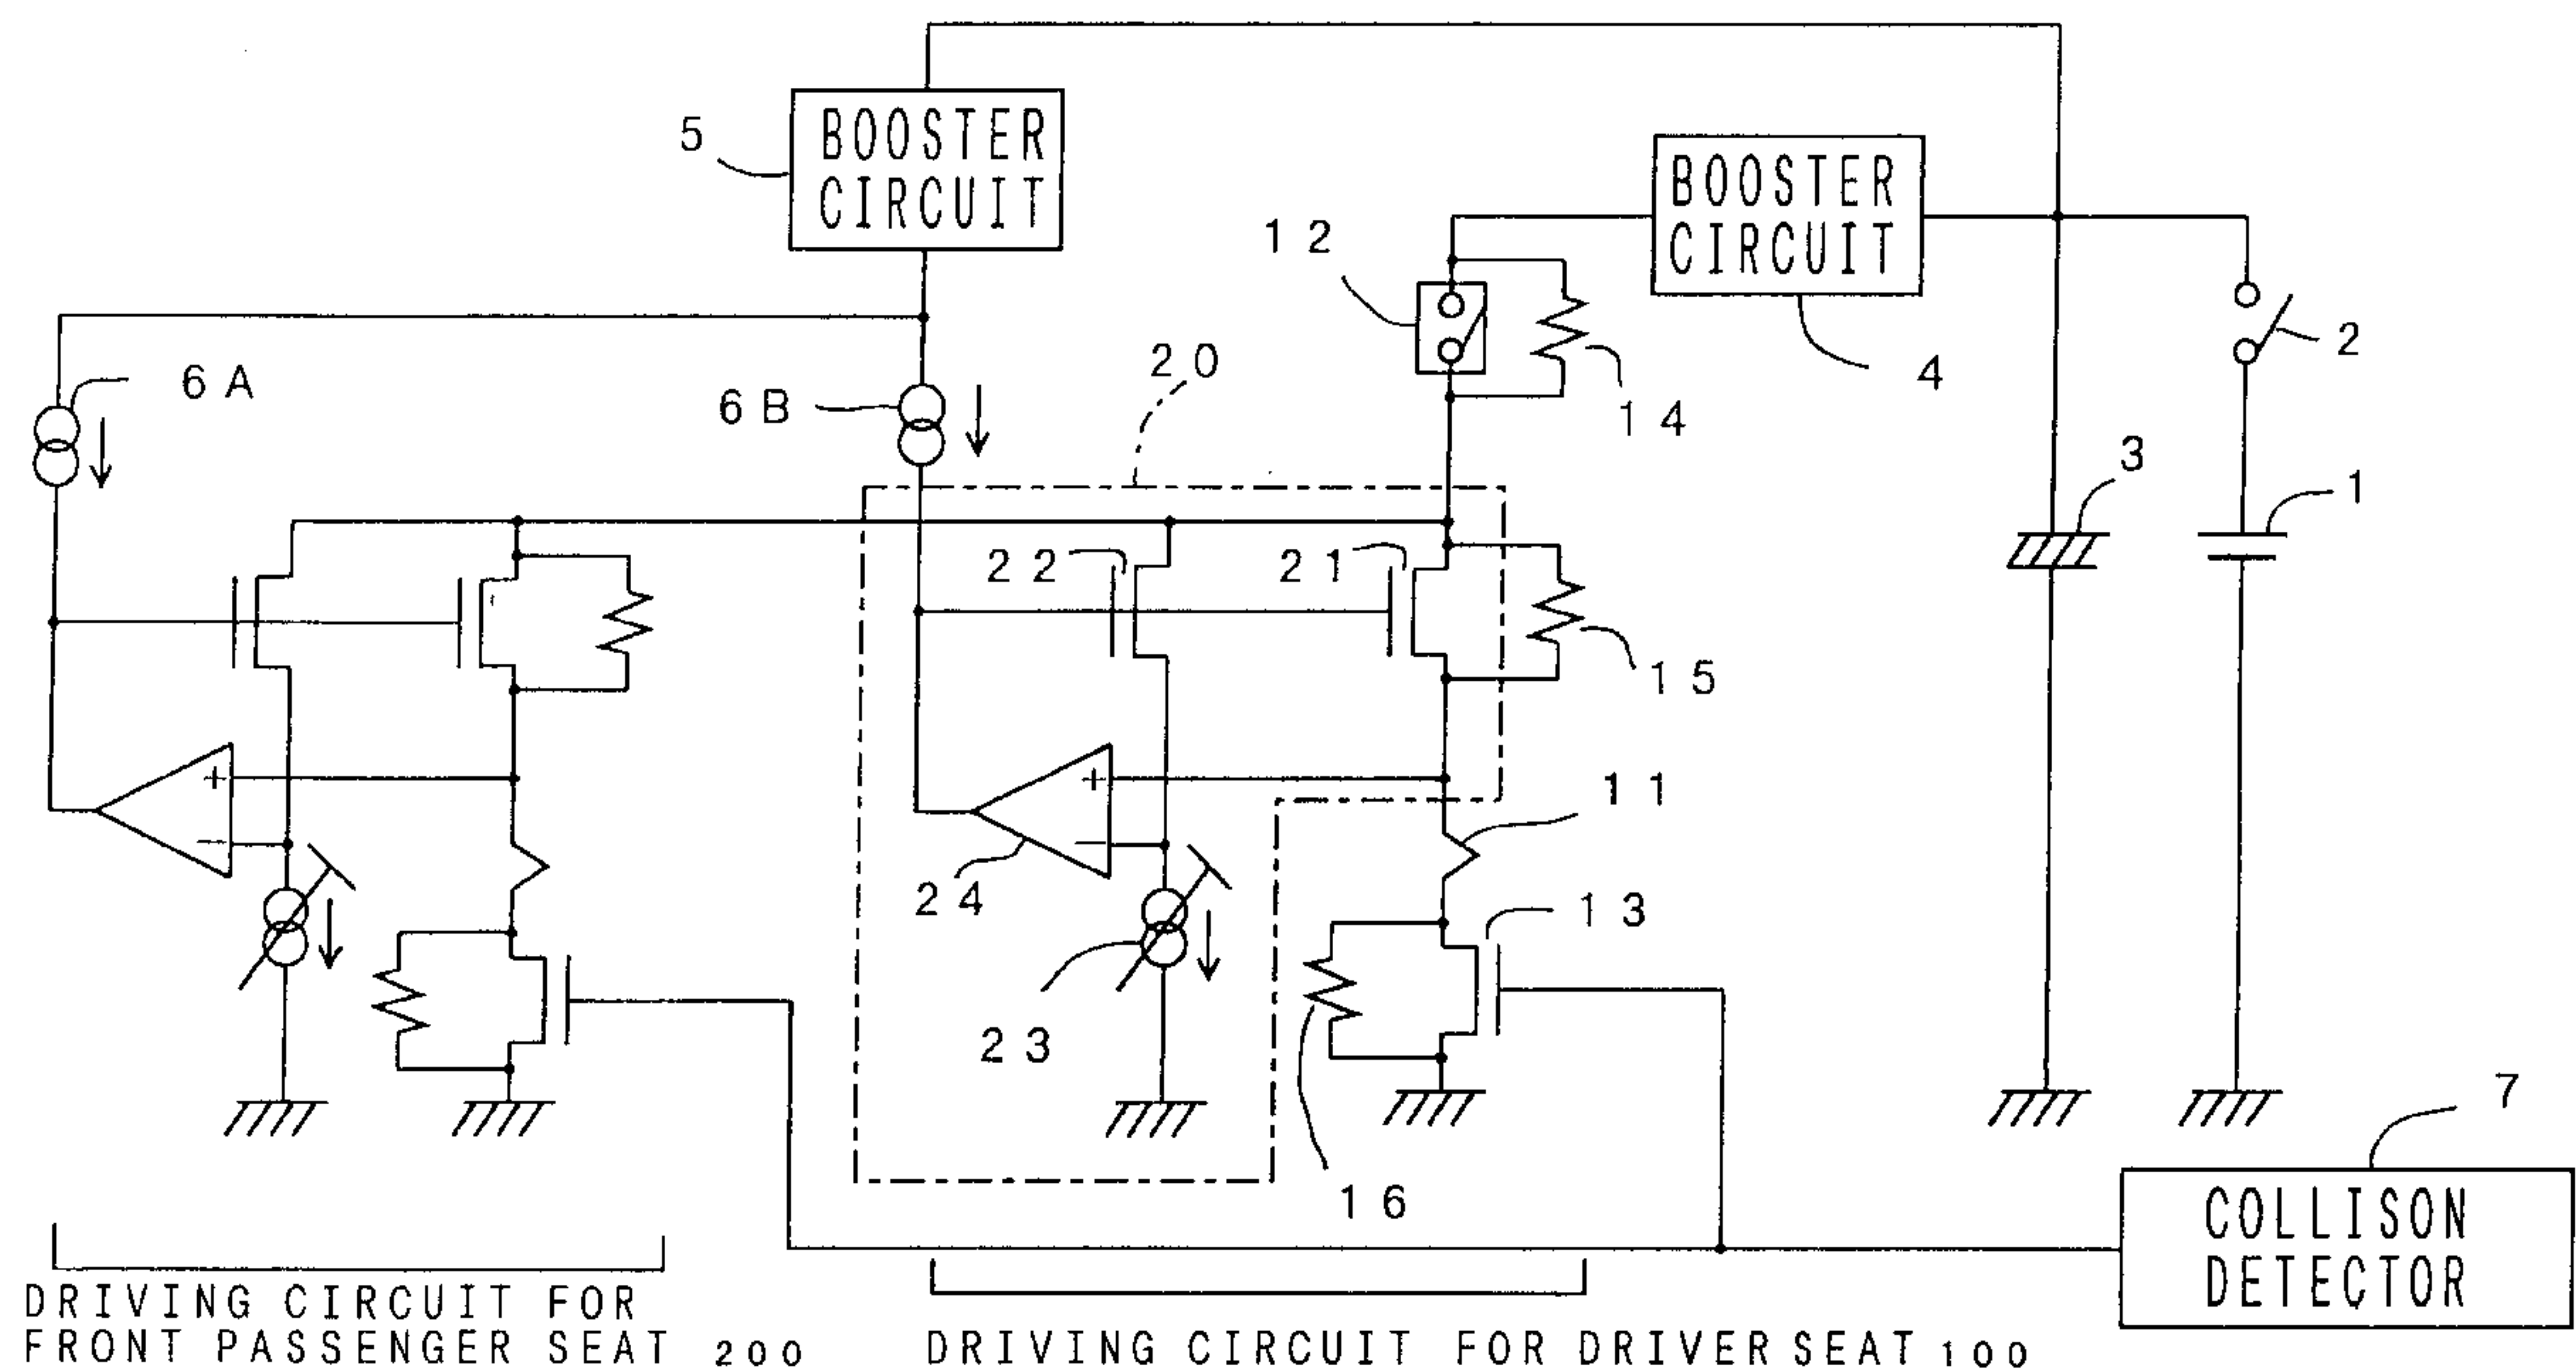 5
BOOSTER
CIRCUIT
12
BOOSTER
CIRCUIT
6A
6B
20
14
4
2
3
1
22
21
15
+
+
11
−
−
24
13
23
16
7
COLLISON
DETECTOR
DRIVING CIRCUIT FOR
FRONT PASSENGER SEAT 200
DRIVING CIRCUIT FOR DRIVER SEAT 100